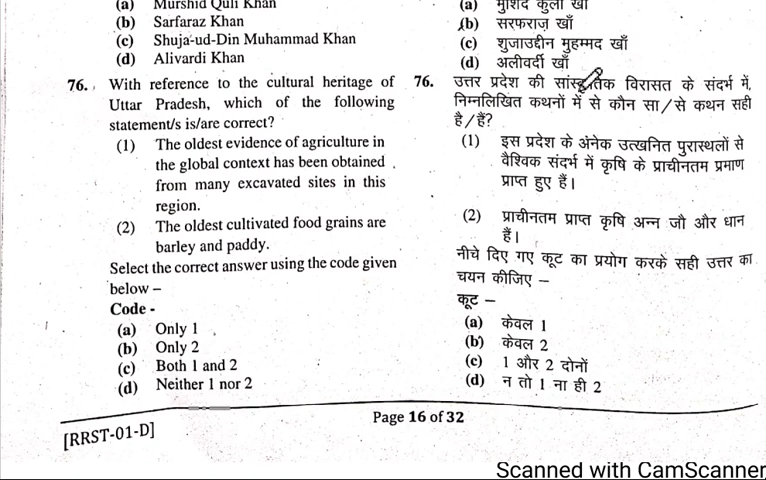 (a) Murshid Quli Khan
(b) Sarfaraz Khan
(c) Shuja-ud-Din Muhammad Khan
(d) Alivardi Khan
76. With reference to the cultural heritage of
Uttar Pradesh, which of the following
statement/s is/are correct?
(1) The oldest evidence of agriculture in
the global context has been obtained
from many excavated sites in this
region.
(2) The oldest cultivated food grains are
barley and paddy.
Select the correct answer using the code given
below –
Code -
(a) Only 1
(b) Only 2
(c) Both 1 and 2
(d) Neither 1 nor 2
(a) मुर्शिद कुली खाँ
(b) सरफराज़ खाँ
(c) शुजाउद्दीन मुहम्मद खाँ
(d) अलीवर्दी खाँ
76. उत्तर प्रदेश की सांस्कृतिक विरासत के संदर्भ में,
निम्नलिखित कथनों में से कौन सा/से कथन सही
है/हैं?
(1) इस प्रदेश के अनेक उत्खनित पुरास्थलों से
वैश्विक संदर्भ में कृषि के प्राचीनतम प्रमाण
प्राप्त हुए हैं।
(2) प्राचीनतम प्राप्त कृषि अन्न जौ और धान
हैं।
नीचे दिए गए कूट का प्रयोग करके सही उत्तर का
चयन कीजिए –
कूट –
(a) केवल 1
(b) केवल 2
(c) 1 और 2 दोनों
(d) न तो 1 ना ही 2
Page 16 of 32
[RRST-01-D]
Scanned with CamScanner